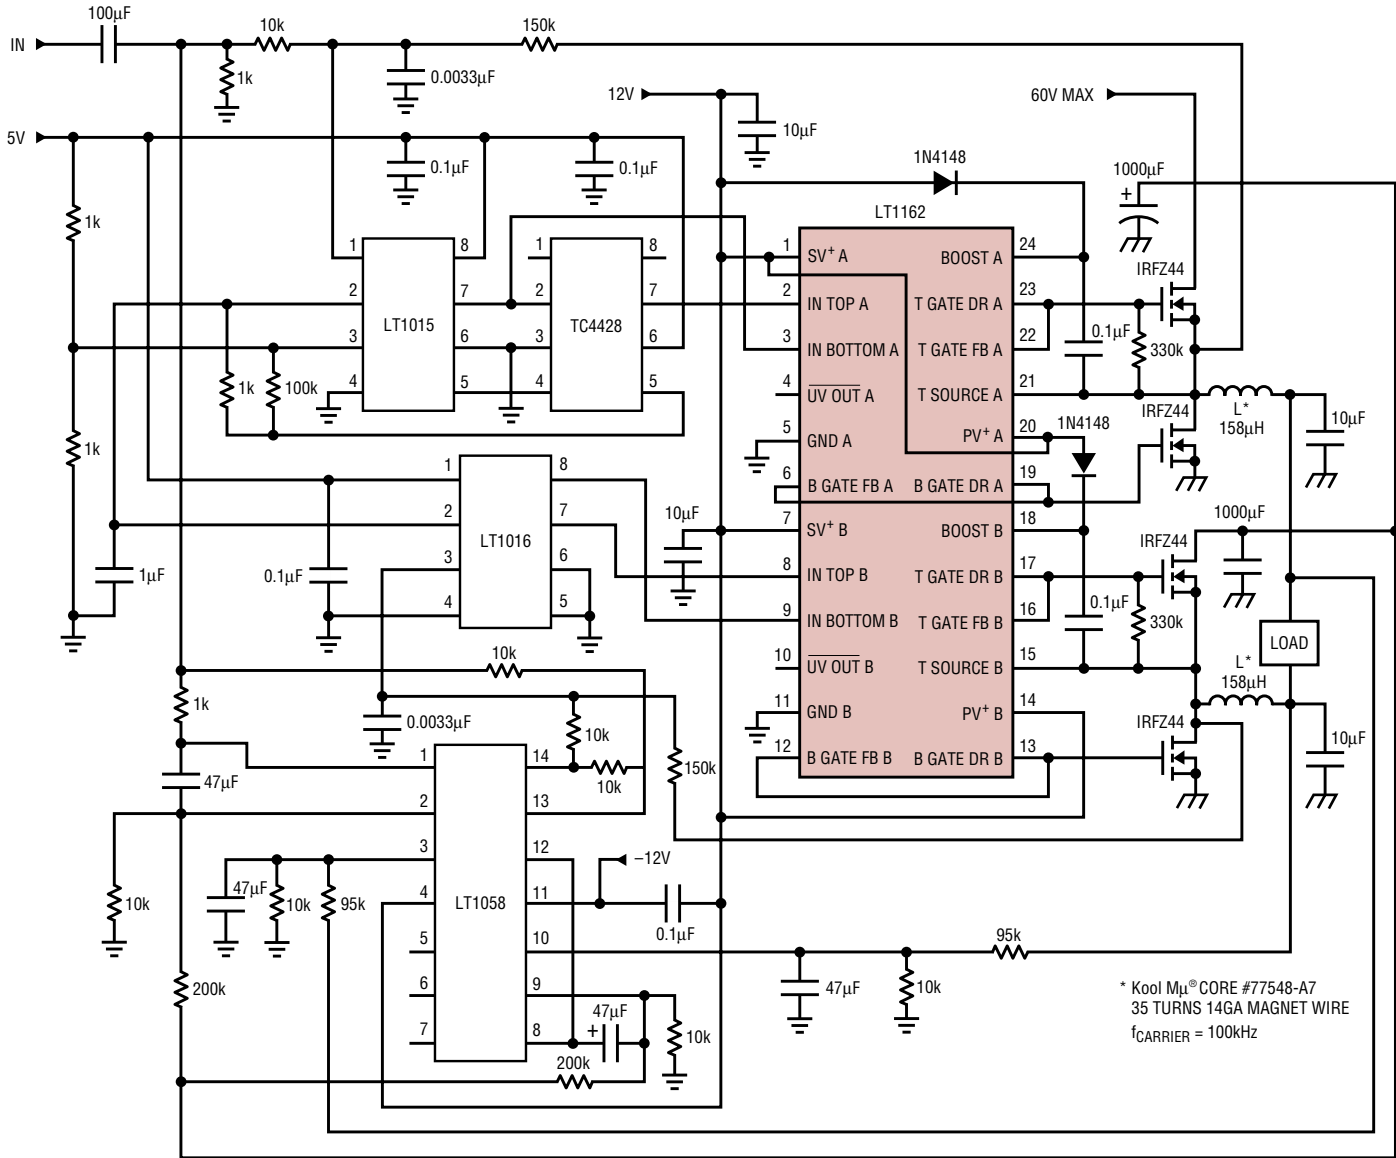 100μF
IN
10k
150k
1k
0.0033μF
12V
60V MAX
10μF
5V
0.1μF
0.1μF
1N4148
1000μF
+
LT1162
1k
1
8
1
8
1
SV+ A
BOOST A
24
IRFZ44
2
7
2
7
2
IN TOP A
T GATE DR A
23
LT1015
TC4428
0.1μF
330k
3
6
3
6
3
IN BOTTOM A
T GATE FB A
22
1k
100k
4
5
4
5
4
UV OUT A
T SOURCE A
21
L*
158μH
IRFZ44
10μF
1N4148
1k
5
GND A
PV+ A
20
6
B GATE FB A
B GATE DR A
19
1
8
10μF
1000μF
7
SV+ B
BOOST B
18
2
7
LT1016
IRFZ44
3
6
8
IN TOP B
T GATE DR B
17
1μF
0.1μF
4
5
9
IN BOTTOM B
T GATE FB B
16
0.1μF
330k
LOAD
10k
10
UV OUT B
T SOURCE B
15
L*
158μH
1k
0.0033μF
10k
11
GND B
PV+ B
14
IRFZ44
10μF
1
14
10k
150k
12
B GATE FB B
B GATE DR B
13
47μF
2
13
3
12
–12V
10k
47μF
10k
95k
4
LT1058
11
0.1μF
5
10
95k
200k
6
9
47μF
10k
* Kool Mμ® CORE #77548-A7
35 TURNS 14GA MAGNET WIRE
fCARRIER = 100kHz
7
8
47μF
+
10k
200k